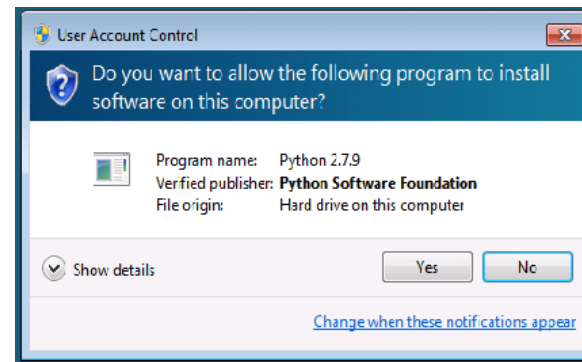 User Account Control
Do you want to allow the following program to install
software on this computer?
Program name: Python 2.7.9
Verified publisher: Python Software Foundation
File origin: Hard drive on this computer
Show details
Yes
No
Change when these notifications appear